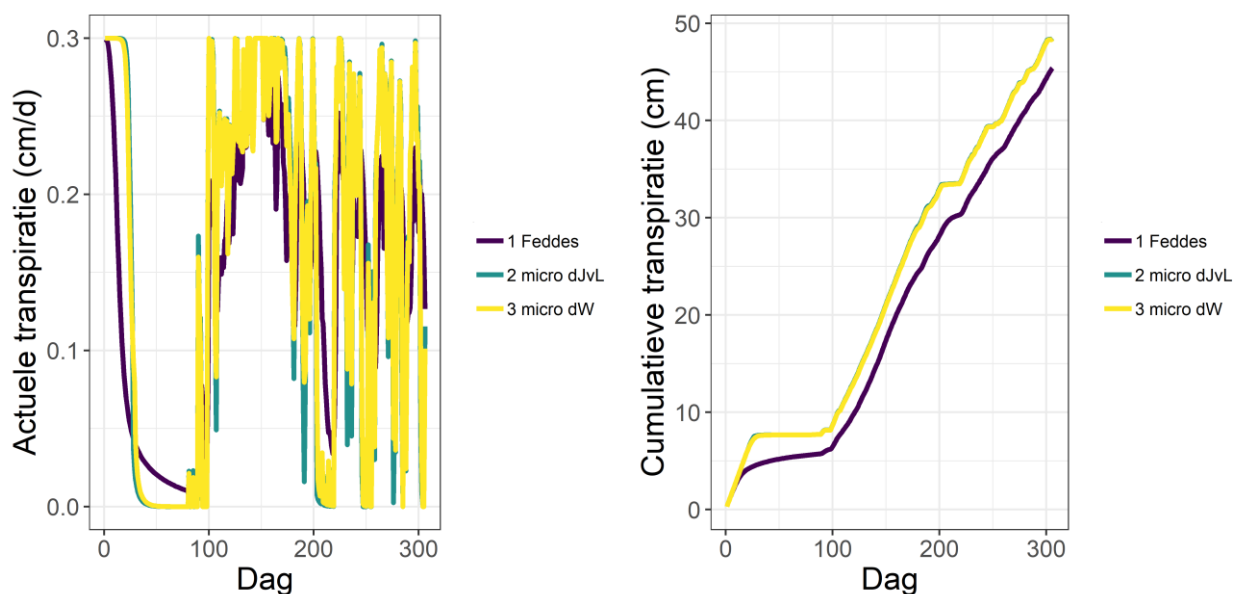 Actuele transpiratie (cm/d)
0.3
0.2
0.1
0.0
0
100
200
300
Dag
1 Feddes
2 micro dJvL
3 micro dW
Cumulatieve transpiratie (cm)
50
40
30
20
10
0
0
100
200
300
Dag
1 Feddes
2 micro dJvL
3 micro dW